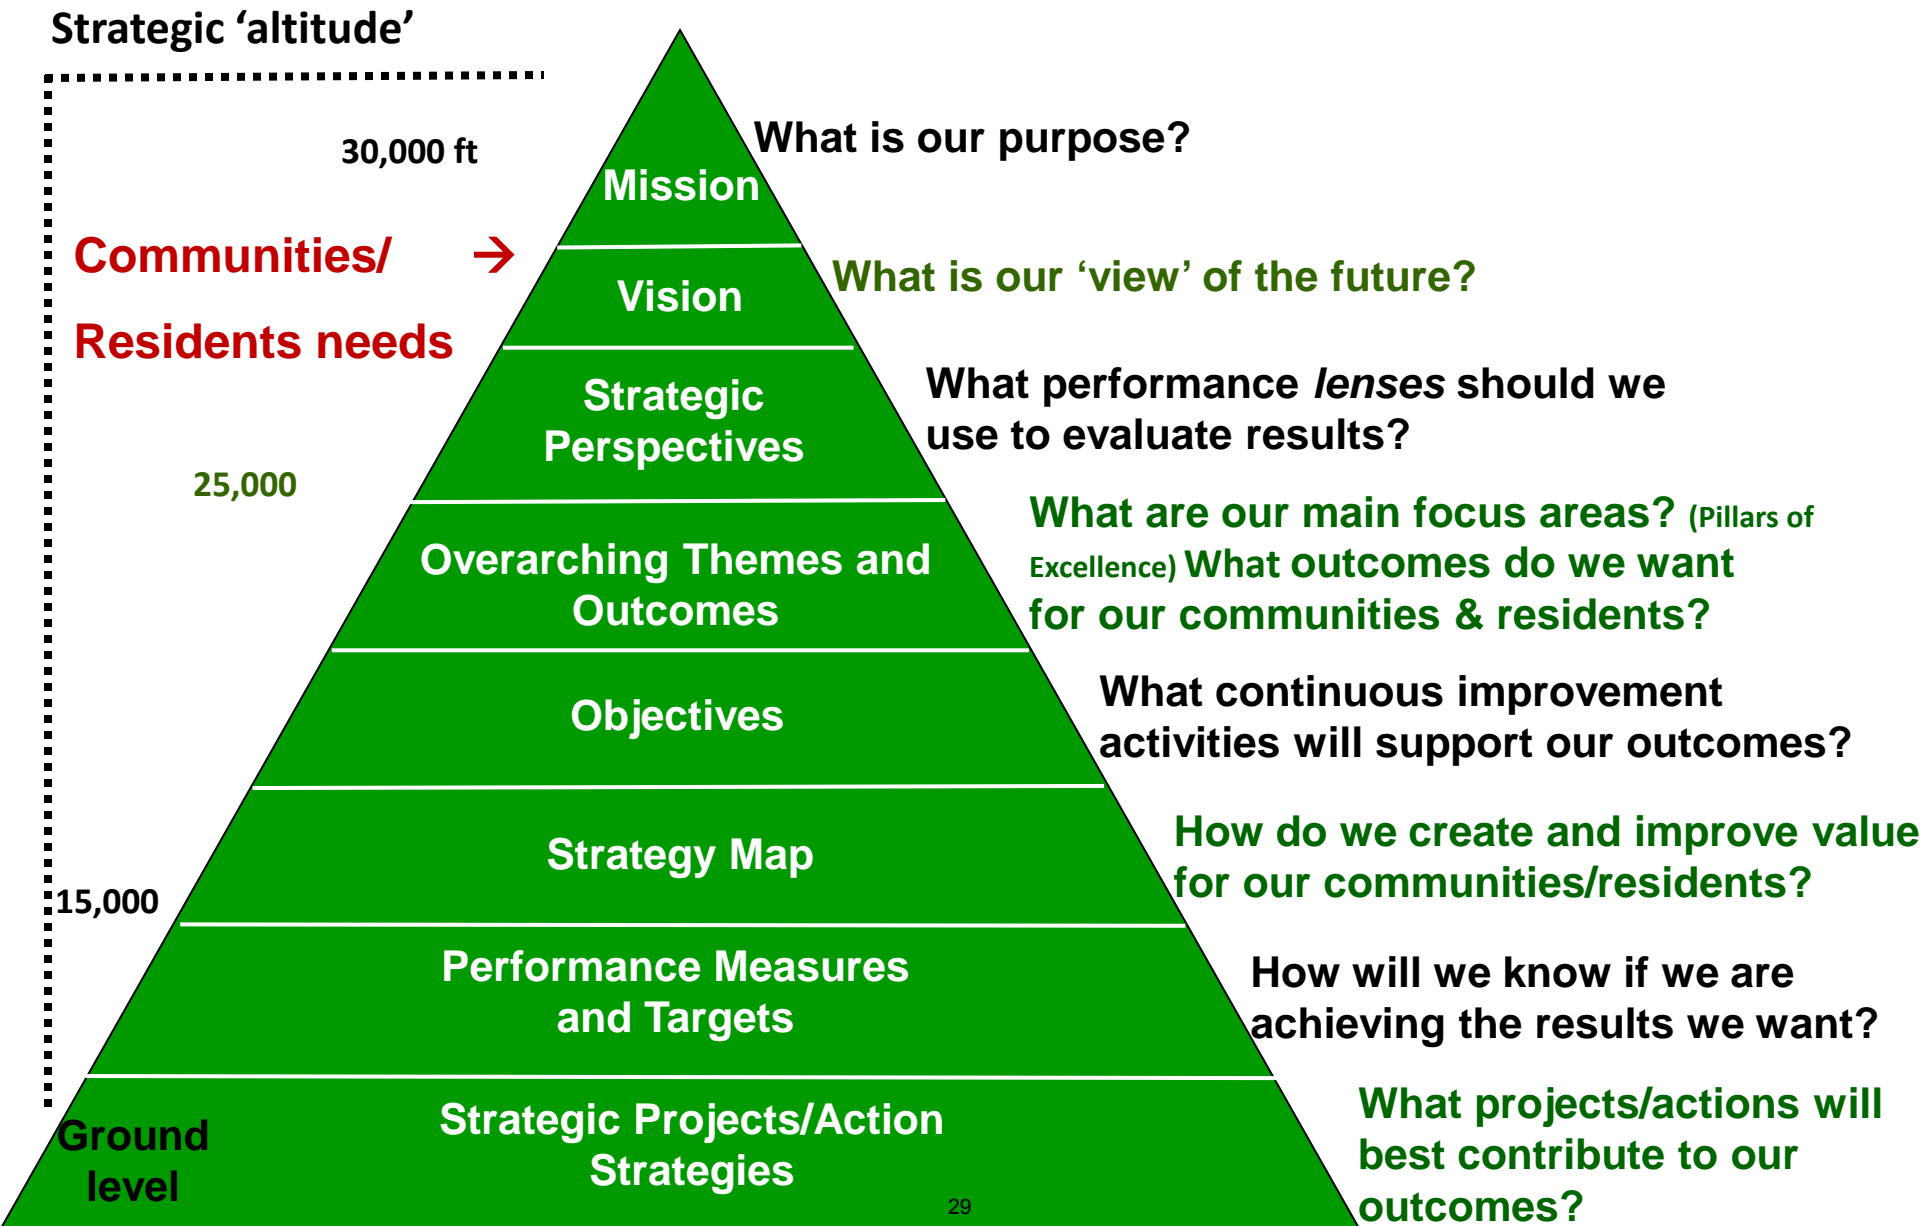 Strategic ‘altitude’
30,000 ft
What is our purpose?
Mission
Communities/ →
Residents needs
Vision
What is our ‘view’ of the future?
Strategic
Perspectives
What performance lenses should we
use to evaluate results?
25,000
Overarching Themes and
Outcomes
What are our main focus areas? (Pillars of
Excellence) What outcomes do we want
for our communities & residents?
Objectives
What continuous improvement
activities will support our outcomes?
Strategy Map
How do we create and improve value
for our communities/residents?
15,000
Performance Measures
and Targets
How will we know if we are
achieving the results we want?
Ground
level
Strategic Projects/Action
Strategies
What projects/actions will
best contribute to our
outcomes?
29